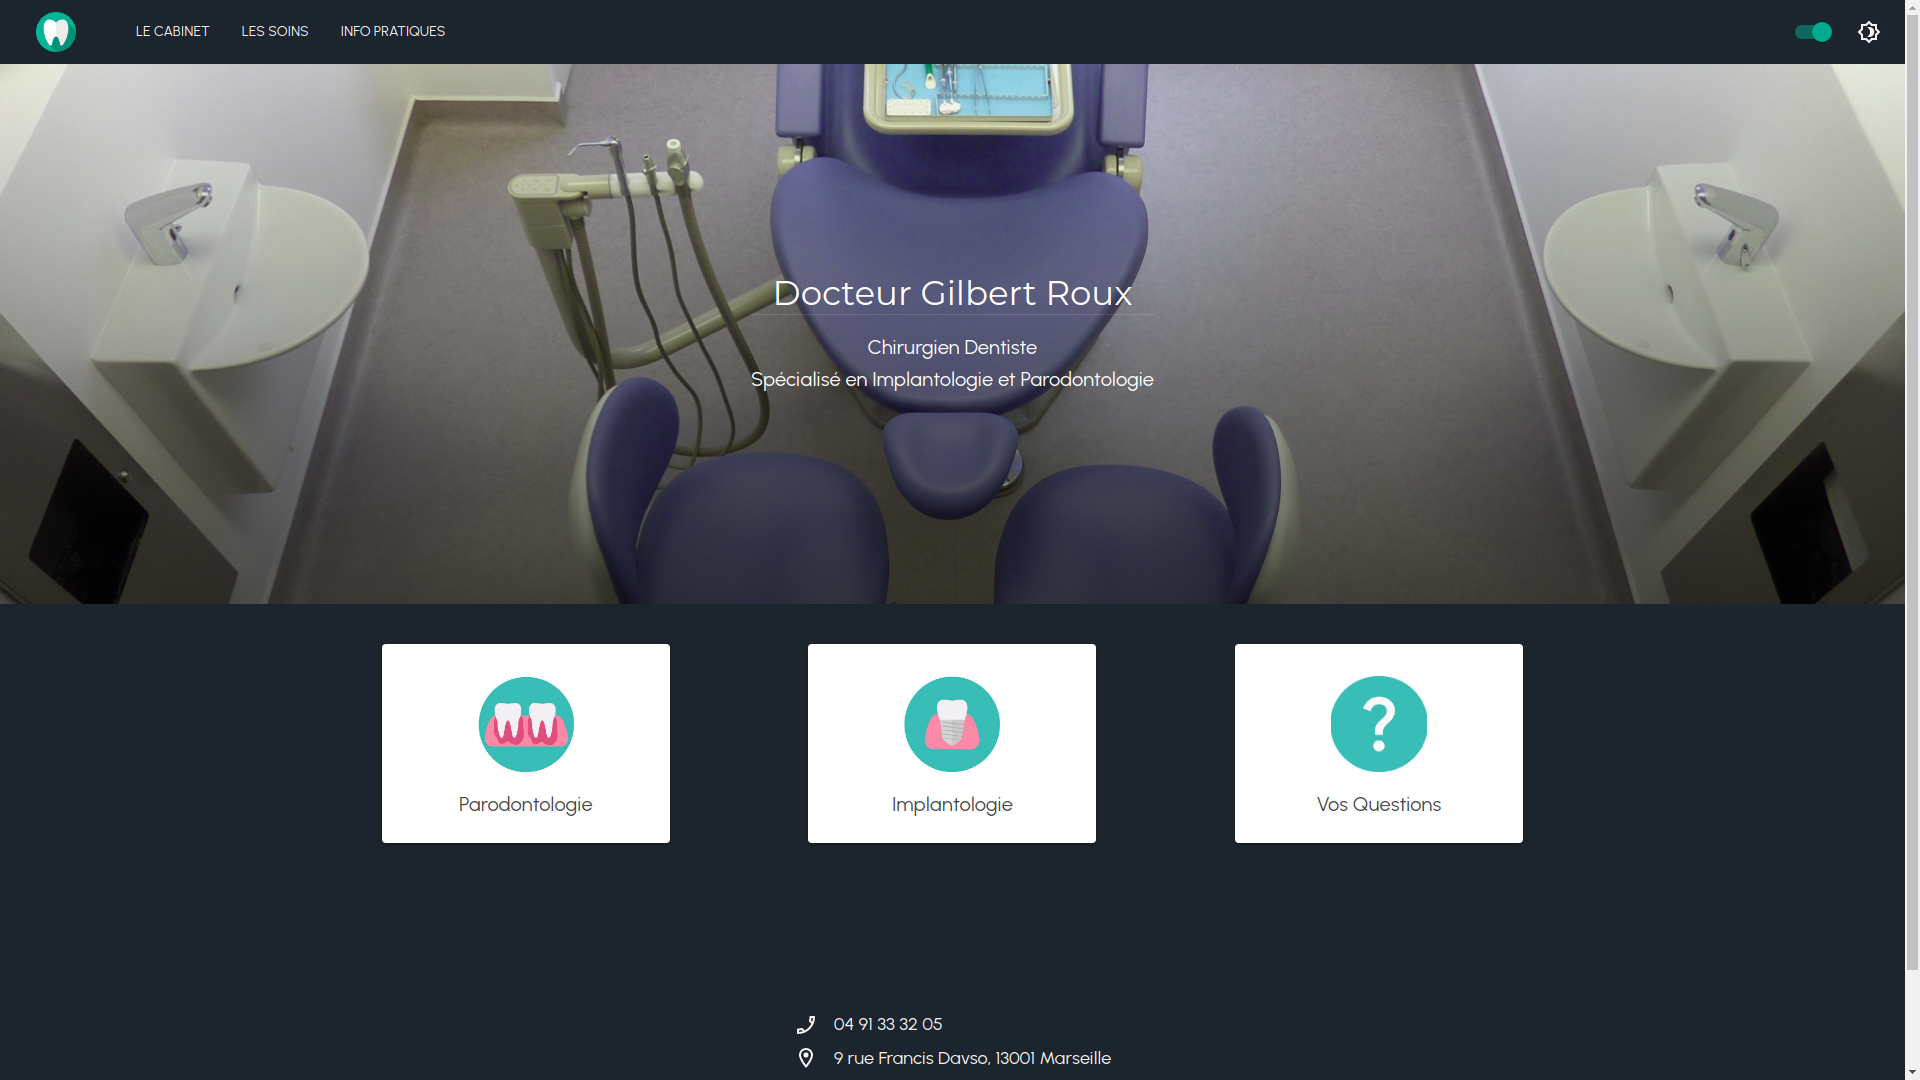 LE CABINET
LES SOINS
INFO PRATIQUES
Docteur Gilbert Roux
Chirurgien Dentiste
Spécialisé en Implantologie et Parodontologie
Parodontologie
Implantologie
Vos Questions
04 91 33 32 05
9 rue Francis Davso, 13001 Marseille